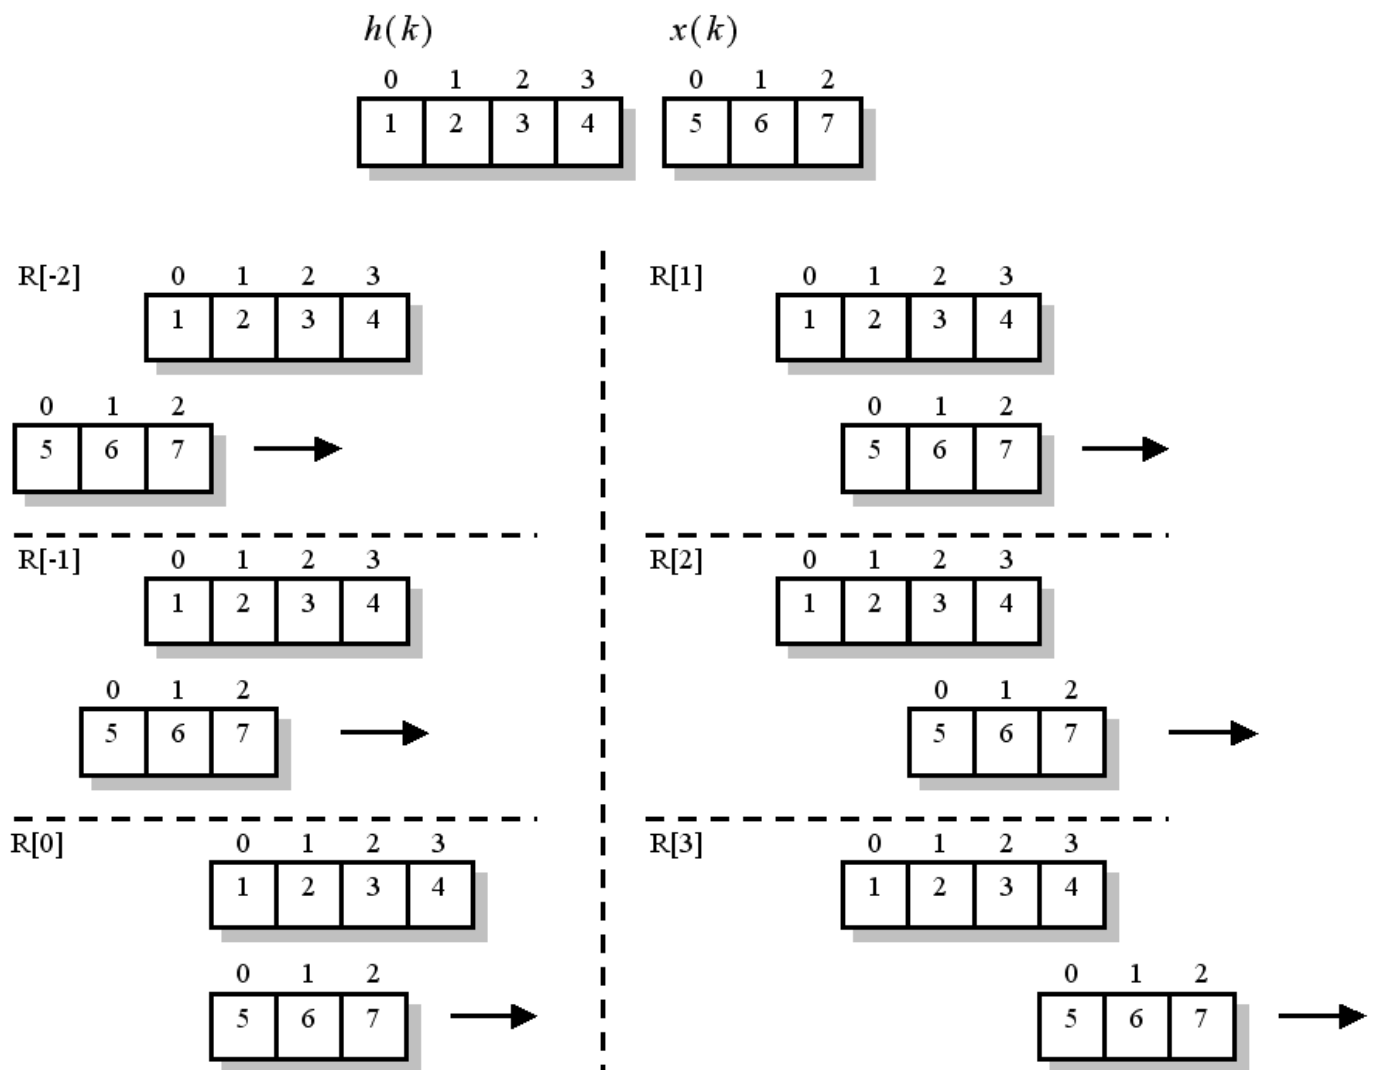 h(k) x(k)
0 1 2 3 0 1 2
1 2 3 4 5 6 7
R[-2] 0 1 2 3
1 2 3 4
0 1 2
5 6 7
R[-1] 0 1 2 3
1 2 3 4
0 1 2
5 6 7
R[0] 0 1 2 3
1 2 3 4
0 1 2
5 6 7
R[1] 0 1 2 3
1 2 3 4
0 1 2
5 6 7
R[2] 0 1 2 3
1 2 3 4
0 1 2
5 6 7
R[3] 0 1 2 3
1 2 3 4
0 1 2
5 6 7